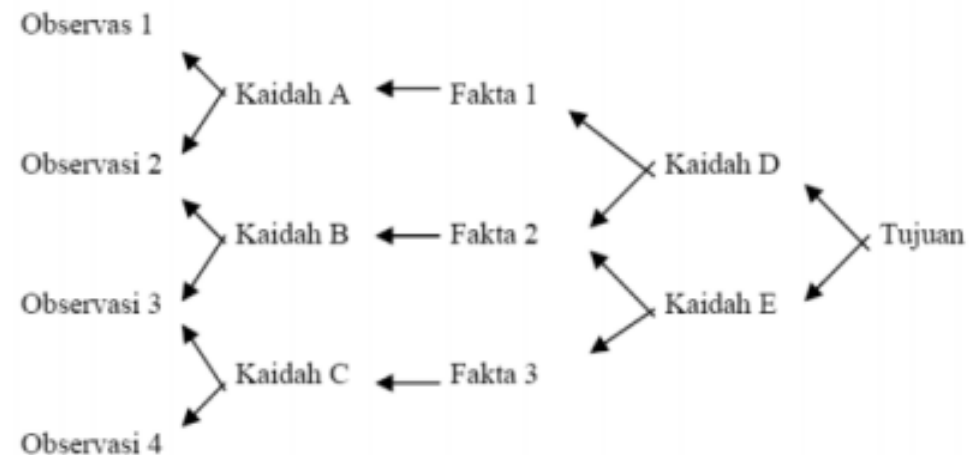 Observas 1
Kaidah A
Fakta 1
Observasi 2
Kaidah D
Kaidah B
Fakta 2
Tujuan
Observasi 3
Kaidah E
Kaidah C
Fakta 3
Observasi 4